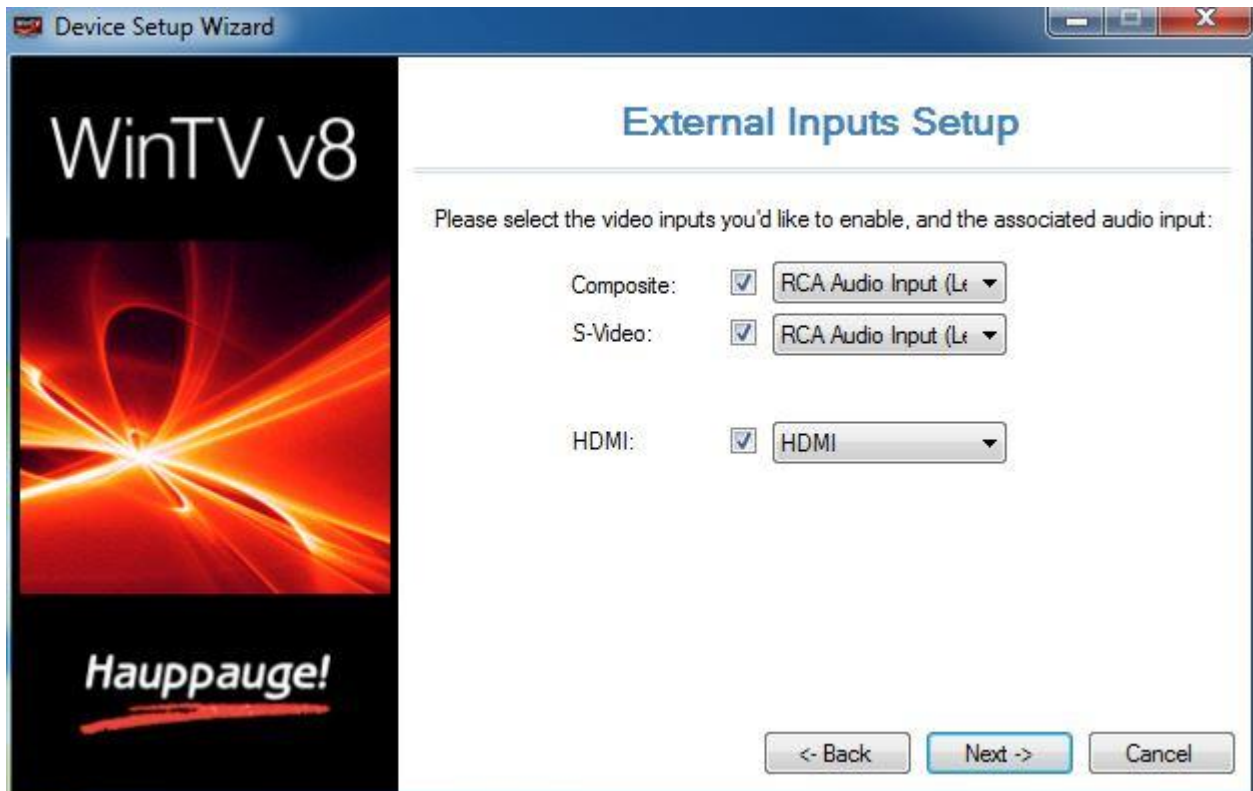 Device Setup Wizard
WinTV v8
External Inputs Setup
Please select the video inputs you'd like to enable, and the associated audio input:
Composite: RCA Audio Input (Le
S-Video: RCA Audio Input (Le
HDMI: HDMI
Hauppauge!
<- Back Next -> Cancel